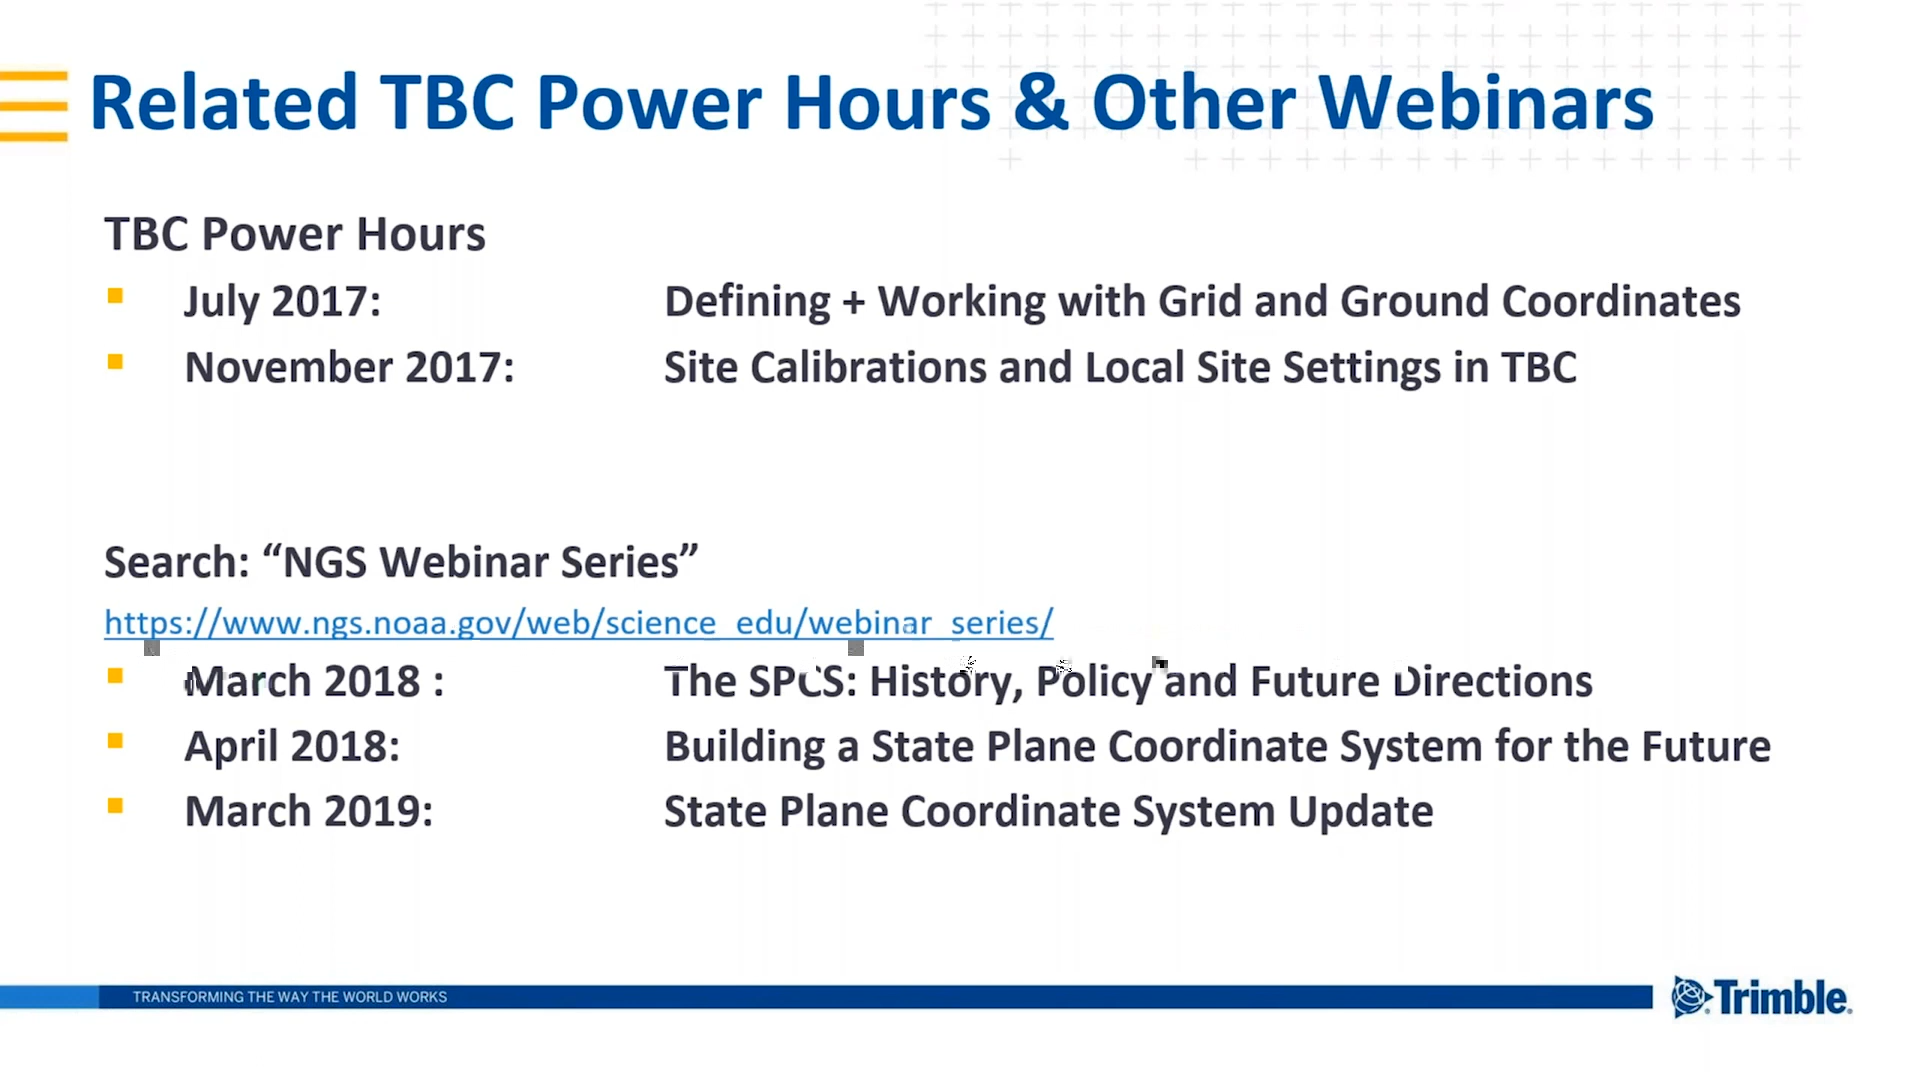 Related TBC Power Hours & Other Webinars
TBC Power Hours
July 2017: Defining + Working with Grid and Ground Coordinates
November 2017: Site Calibrations and Local Site Settings in TBC
Search: “NGS Webinar Series”
https://www.ngs.noaa.gov/web/science_edu/webinar_series/
March 2018 : The SPCS: History, Policy and Future Directions
April 2018: Building a State Plane Coordinate System for the Future
March 2019: State Plane Coordinate System Update
TRANSFORMING THE WAY THE WORLD WORKS
Trimble